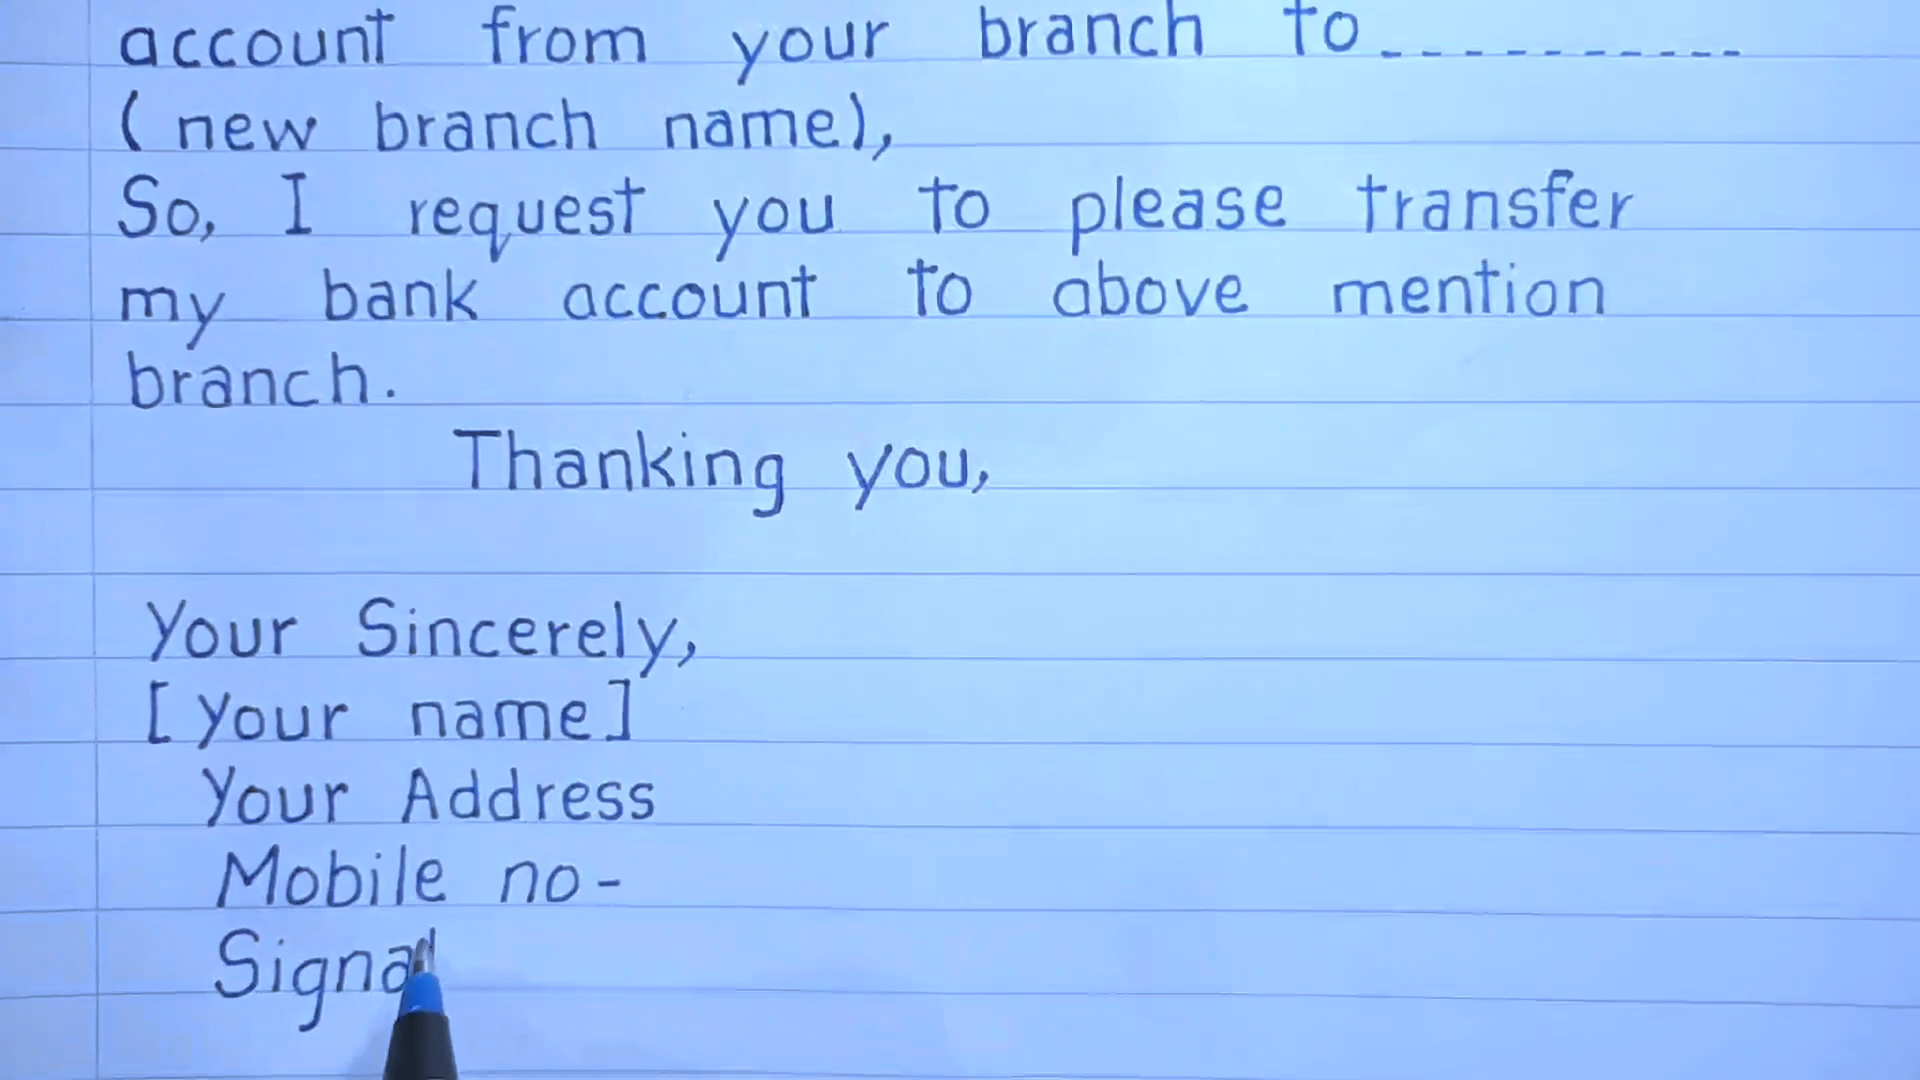 account from your branch to----------
(new branch name),
So, I request you to please transfer
my bank account to above mention
branch.
Thanking you,
Your Sincerely,
[your name]
Your Address
Mobile no-
Signa